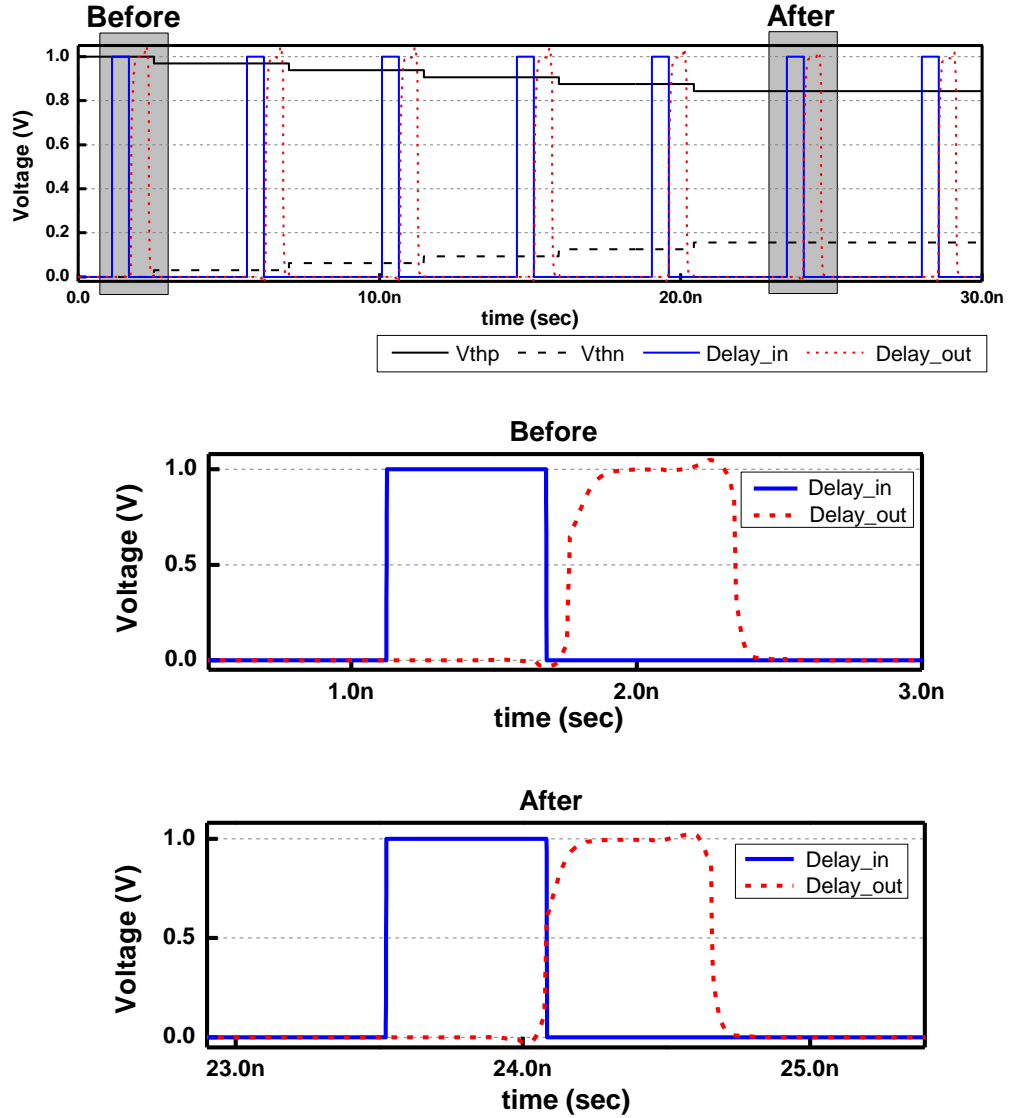 Before After
1.0
0.8
0.6
0.4
0.2
0.0
Voltage (V)
0.0 10.0n 20.0n 30.0n
time (sec)
Vthp Vthn Delay_in Delay_out
Before
1.0
0.5
0.0
Voltage (V)
Delay_in
Delay_out
1.0n 2.0n 3.0n
time (sec)
After
1.0
0.5
0.0
Voltage (V)
Delay_in
Delay_out
23.0n 24.0n 25.0n
time (sec)